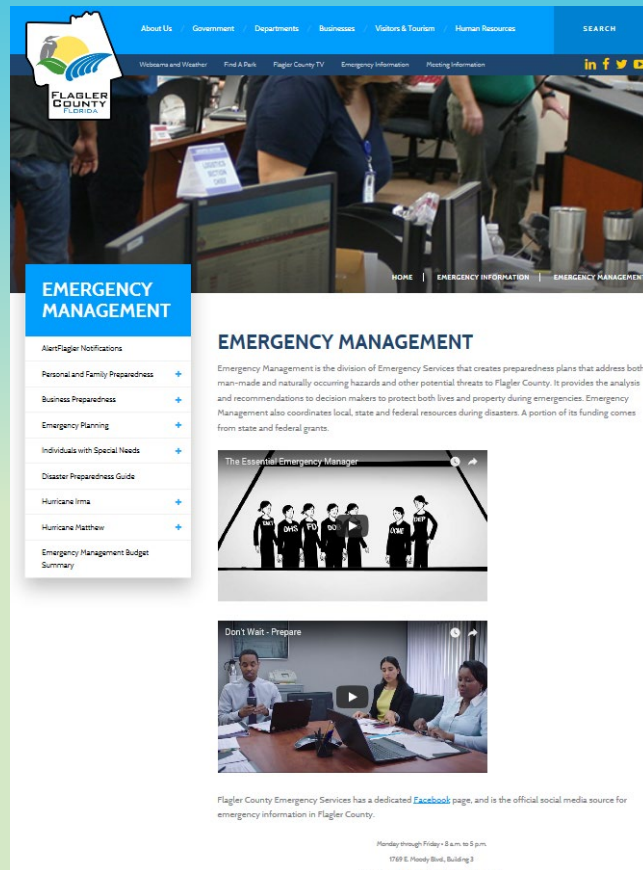 About Us / Government / Departments / Businesses / Visitors & Tourism / Human Resources
SEARCH
Webcams and Weather Find A Park Flagler County TV Emergency Information Meeting Information
FLAGLER
COUNTY
FLORIDA
LOGISTICS
SECTION
CHIEF
HOME | EMERGENCY INFORMATION | EMERGENCY MANAGEMENT
EMERGENCY
MANAGEMENT
AlertFlagler Notifications
Personal and Family Preparedness +
Business Preparedness +
Emergency Planning +
Individuals with Special Needs +
Disaster Preparedness Guide
Hurricane Irma +
Hurricane Matthew +
Emergency Management Budget
Summary
EMERGENCY MANAGEMENT
Emergency Management is the division of Emergency Services that creates preparedness plans that address both
man-made and naturally occurring hazards and other potential threats to Flagler County. It provides the analysis
and recommendations to decision makers to protect both lives and property during emergencies. Emergency
Management also coordinates local, state and federal resources during disasters. A portion of its funding comes
from state and federal grants.
The Essential Emergency Manager
DHS FD DEP
Don't Wait - Prepare
Flagler County Emergency Services has a dedicated Facebook page, and is the official social media source for
emergency information in Flagler County.
Monday through Friday • 8 a.m. to 5 p.m.
1769 E. Moody Blvd., Building 3